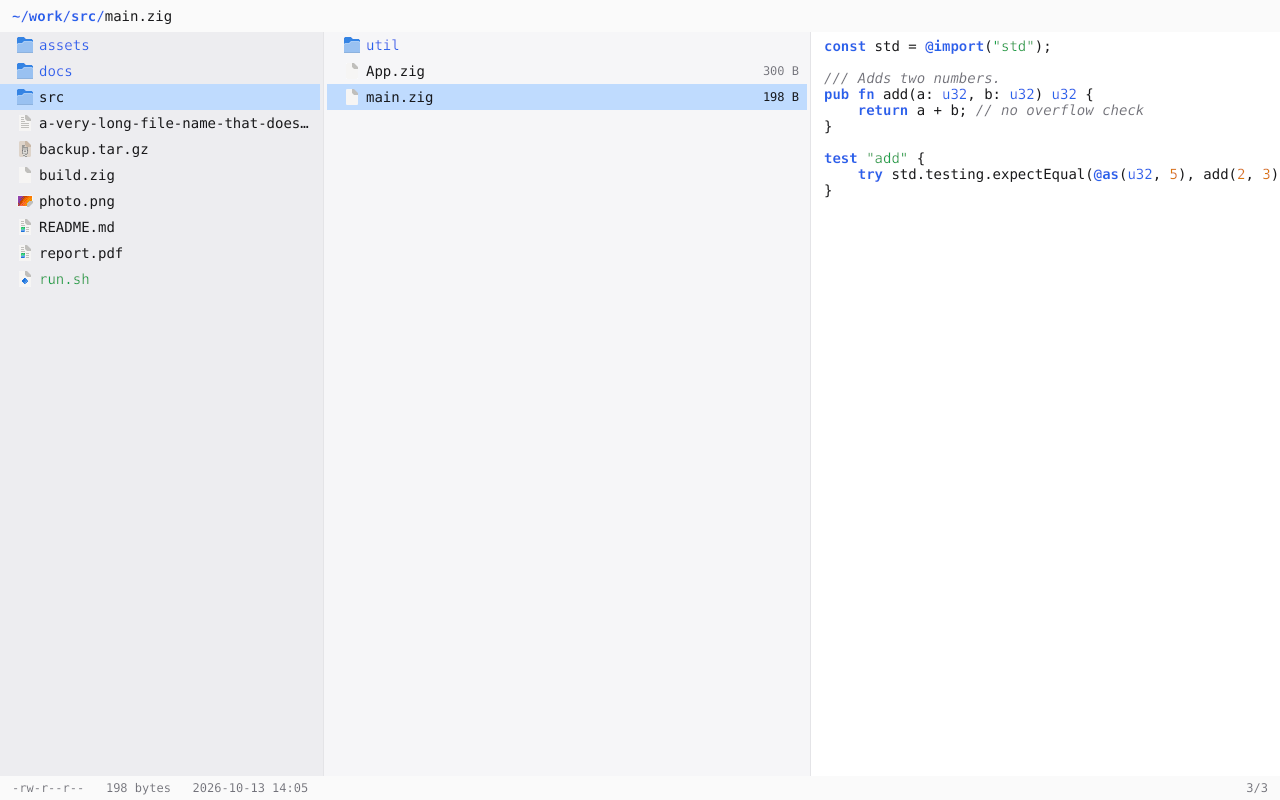 ~/work/src/main.zig
assets
docs
src
a-very-long-file-name-that-does…
backup.tar.gz
build.zig
photo.png
README.md
report.pdf
run.sh
util
App.zig 300 B
main.zig 198 B
const std = @import("std");
/// Adds two numbers.
pub fn add(a: u32, b: u32) u32 {
    return a + b; // no overflow check
}
test "add" {
    try std.testing.expectEqual(@as(u32, 5), add(2, 3)
}
-rw-r--r-- 198 bytes 2026-10-13 14:05 3/3